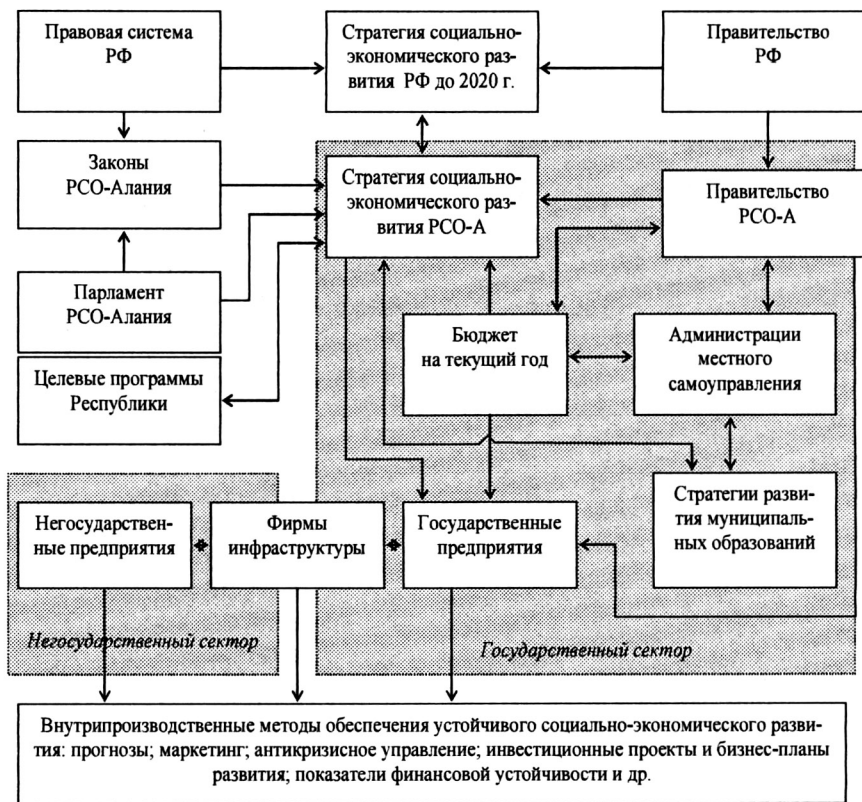 Правовая система
РФ
Стратегия социально-
экономического раз-
вития РФ до 2020 г.
Правительство
РФ
Законы
РСО-Алания
Стратегия социально-
экономического раз-
вития РСО-А
Правительство
РСО-А
Парламент
РСО-Алания
Бюджет
на текущий год
Администрации
местного
самоуправления
Целевые программы
Республики
Стратегии разви-
тия муниципаль-
ных образований
Негосударствен-
ные предприятия
Фирмы
инфраструктуры
Государственные
предприятия
Негосударственный сектор
Государственный сектор
Внутрипроизводственные методы обеспечения устойчивого социально-экономического разви-
тия: прогнозы; маркетинг; антикризисное управление; инвестиционные проекты и бизнес-планы
развития; показатели финансовой устойчивости и др.